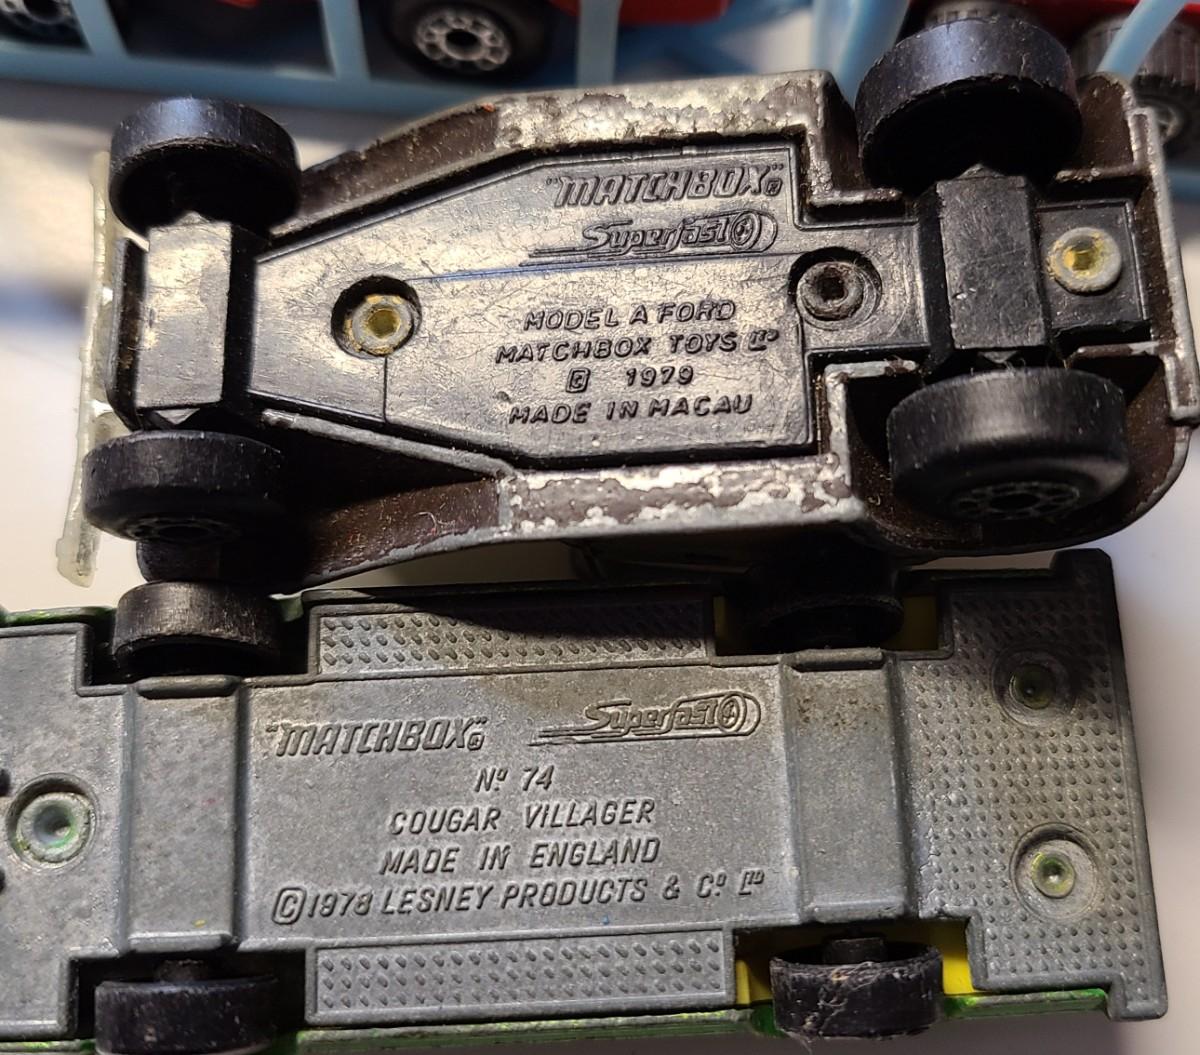 "MATCHBOX"®
Superfast
MODEL A FORD
MATCHBOX TOYS Lᵀᴰ
© 1979
MADE IN MACAU
"MATCHBOX"®
Superfast
Nº 74
COUGAR VILLAGER
MADE IN ENGLAND
©1978 LESNEY PRODUCTS & Cº Lᵀᴰ